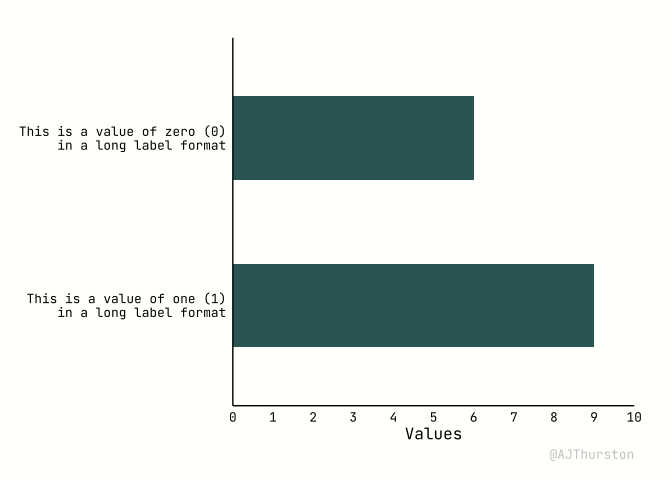 This is a value of zero (0)
in a long label format
This is a value of one (1)
in a long label format
0 1 2 3 4 5 6 7 8 9 10
Values
@AJThurston